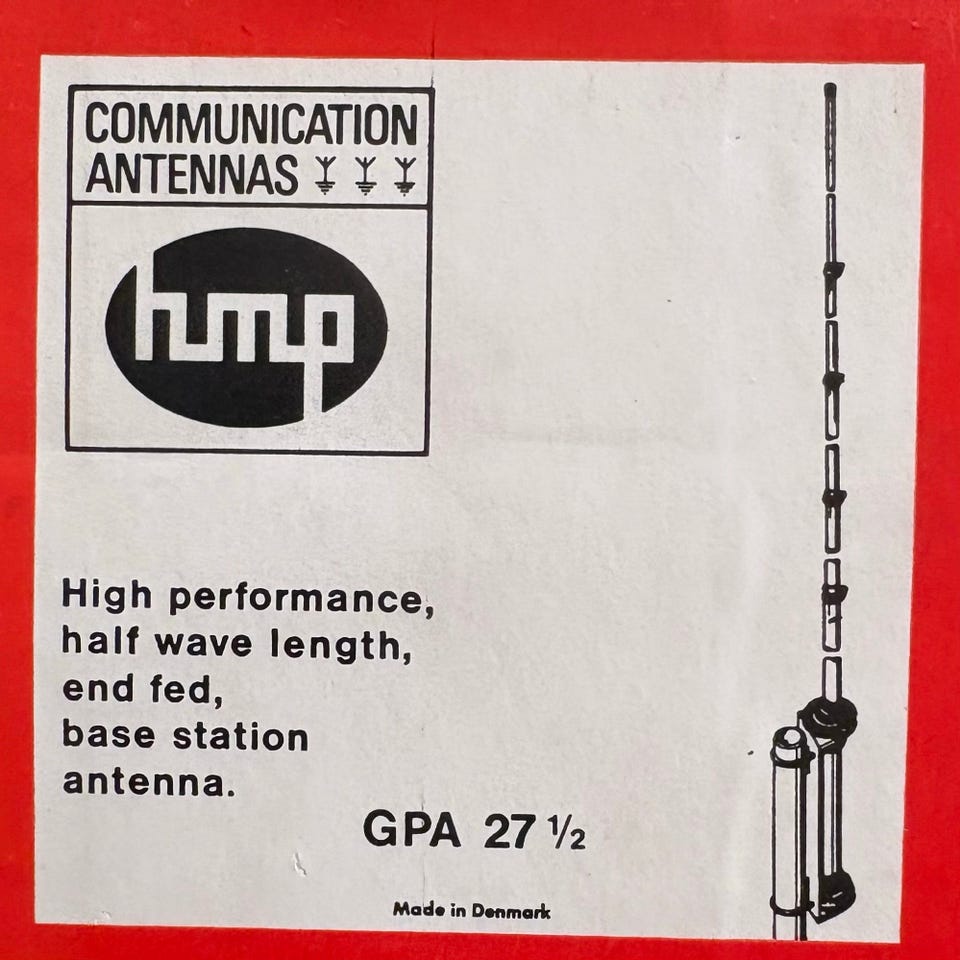 COMMUNICATION
ANTENNAS
hmp
High performance,
half wave length,
end fed,
base station
antenna.
GPA 27 ½
Made in Denmark